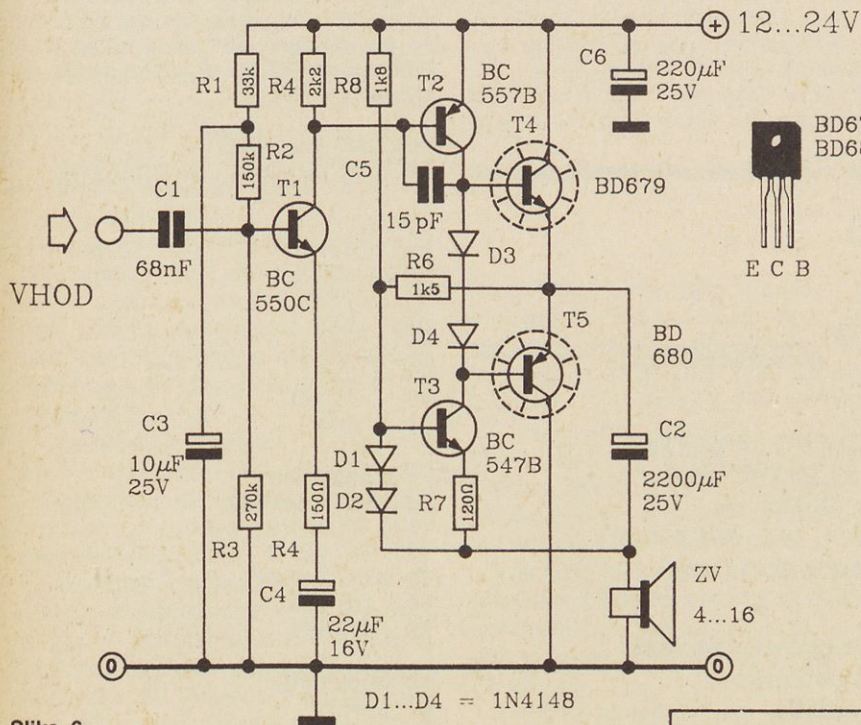 12...24V
R1
33k
R4
2k2
R8
1k8
T2
BC
557B
C6
220µF
25V
T4
BD679
R2
150k
C5
15pF
C1
68nF
T1
BC
550C
VHOD
D3
R6
1k5
E C B
T5
D4
BD
680
T3
BC
547B
C3
10µF
25V
D1
D2
R7
120Ω
C2
2200µF
25V
270k
R3
150Ω
R4
C4
22µF
16V
ZV
4...16
0
0
D1...D4 = 1N4148